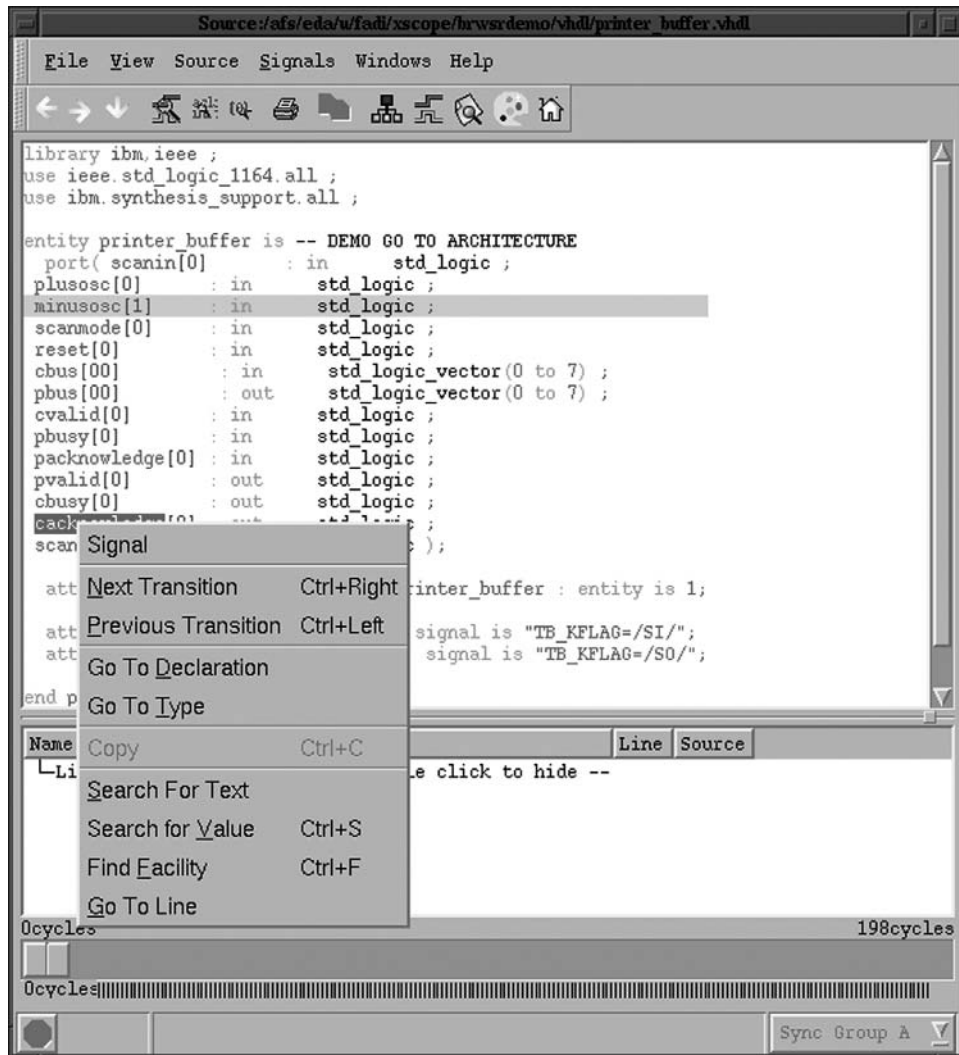 Source:/afs/eda/u/fadi/xscope/brwsrdemo/vhdl/printer_buffer.vhdl
File View Source Signals Windows Help
library ibm,ieee ;
use ieee.std_logic_1164.all ;
use ibm.synthesis_support.all ;
entity printer_buffer is -- DEMO GO TO ARCHITECTURE
port( scanin[0] : in std_logic ;
plusosc[0] : in std_logic ;
minusosc[1] : in std_logic ;
scanmode[0] : in std_logic ;
reset[0] : in std_logic ;
cbus[00] : in std_logic_vector(0 to 7) ;
pbus[00] : out std_logic_vector(0 to 7) ;
cvalid[0] : in std_logic ;
pbusy[0] : in std_logic ;
packnowledge[0] : in std_logic ;
pvalid[0] : out std_logic ;
cbusy[0] : out std_logic ;
cacknowledge[0] out std_logic ;
scan );
att rinter_buffer : entity is 1;
att signal is "TB_KFLAG=/SI/";
att signal is "TB_KFLAG=/SO/";
end p
Signal
Next Transition Ctrl+Right
Previous Transition Ctrl+Left
Go To Declaration
Go To Type
Copy Ctrl+C
Search For Text
Search for Value Ctrl+S
Find Facility Ctrl+F
Go To Line
Name Line Source
Li e click to hide --
0cycles 198cycles
0cycles
Sync Group A